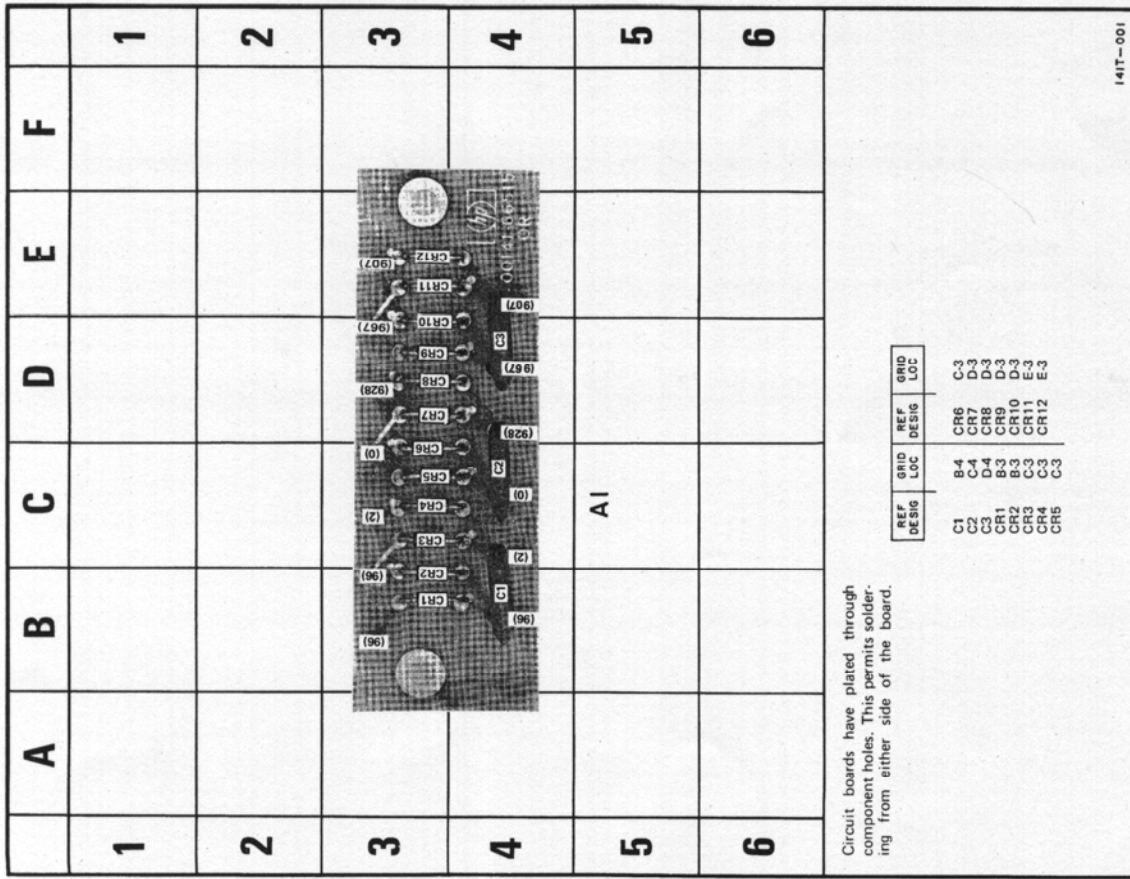 A B C D E F
1 1
2 2
3 3
4 4
5 5
6 6
(96) (96) (2) (0) (928) (967) (907)
CR1 CR2 CR3 CR4 CR5 CR6 CR7 CR8 CR9 CR10 CR11 CR12
C1 C2 C3
(96) (2) (0) (928) (967) (907)
hp
A1
Circuit boards have plated through
component holes. This permits solder-
ing from either side of the board.
REF DESIG GRID LOC REF DESIG GRID LOC
C1 B-4 CR6 C-3
C2 C-4 CR7 D-3
C3 D-4 CR8 D-3
CR1 B-3 CR9 D-3
CR2 B-3 CR10 D-3
CR3 C-3 CR11 E-3
CR4 C-3 CR12 E-3
CR5 C-3
141T-001